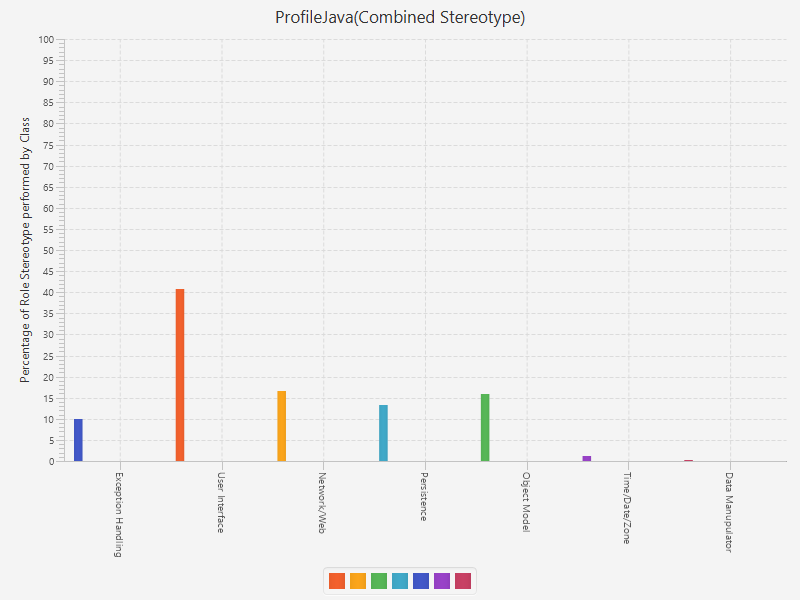 ProfileJava(Combined Stereotype)
Percentage of Role Stereotype performed by Class
100
95
90
85
80
75
70
65
60
55
50
45
40
35
30
25
20
15
10
5
0
Exception Handling
User Interface
Network/Web
Persistence
Object Model
Time/Date/Zone
Data Manupulator